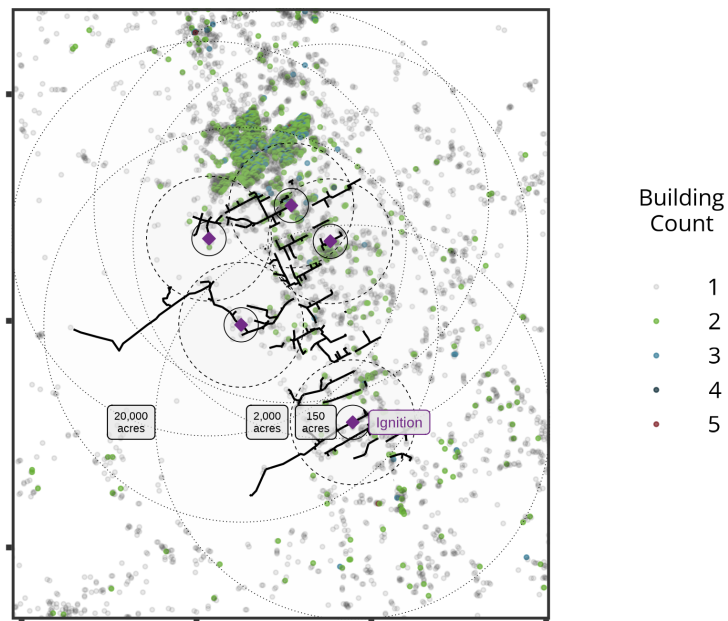 Building
Count
1
2
3
4
5
20,000
acres
2,000
acres
150
acres
Ignition